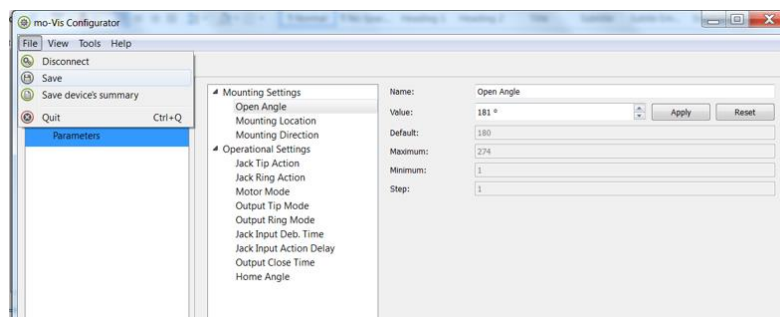 mo-Vis Configurator
File View Tools Help
Disconnect
Save
Save device's summary
Quit Ctrl+Q
Parameters
Mounting Settings
Open Angle
Mounting Location
Mounting Direction
Operational Settings
Jack Tip Action
Jack Ring Action
Motor Mode
Output Tip Mode
Output Ring Mode
Jack Input Deb. Time
Jack Input Action Delay
Output Close Time
Home Angle
Name: Open Angle
Value: 181 º Apply Reset
Default: 180
Maximum: 274
Minimum: 1
Step: 1